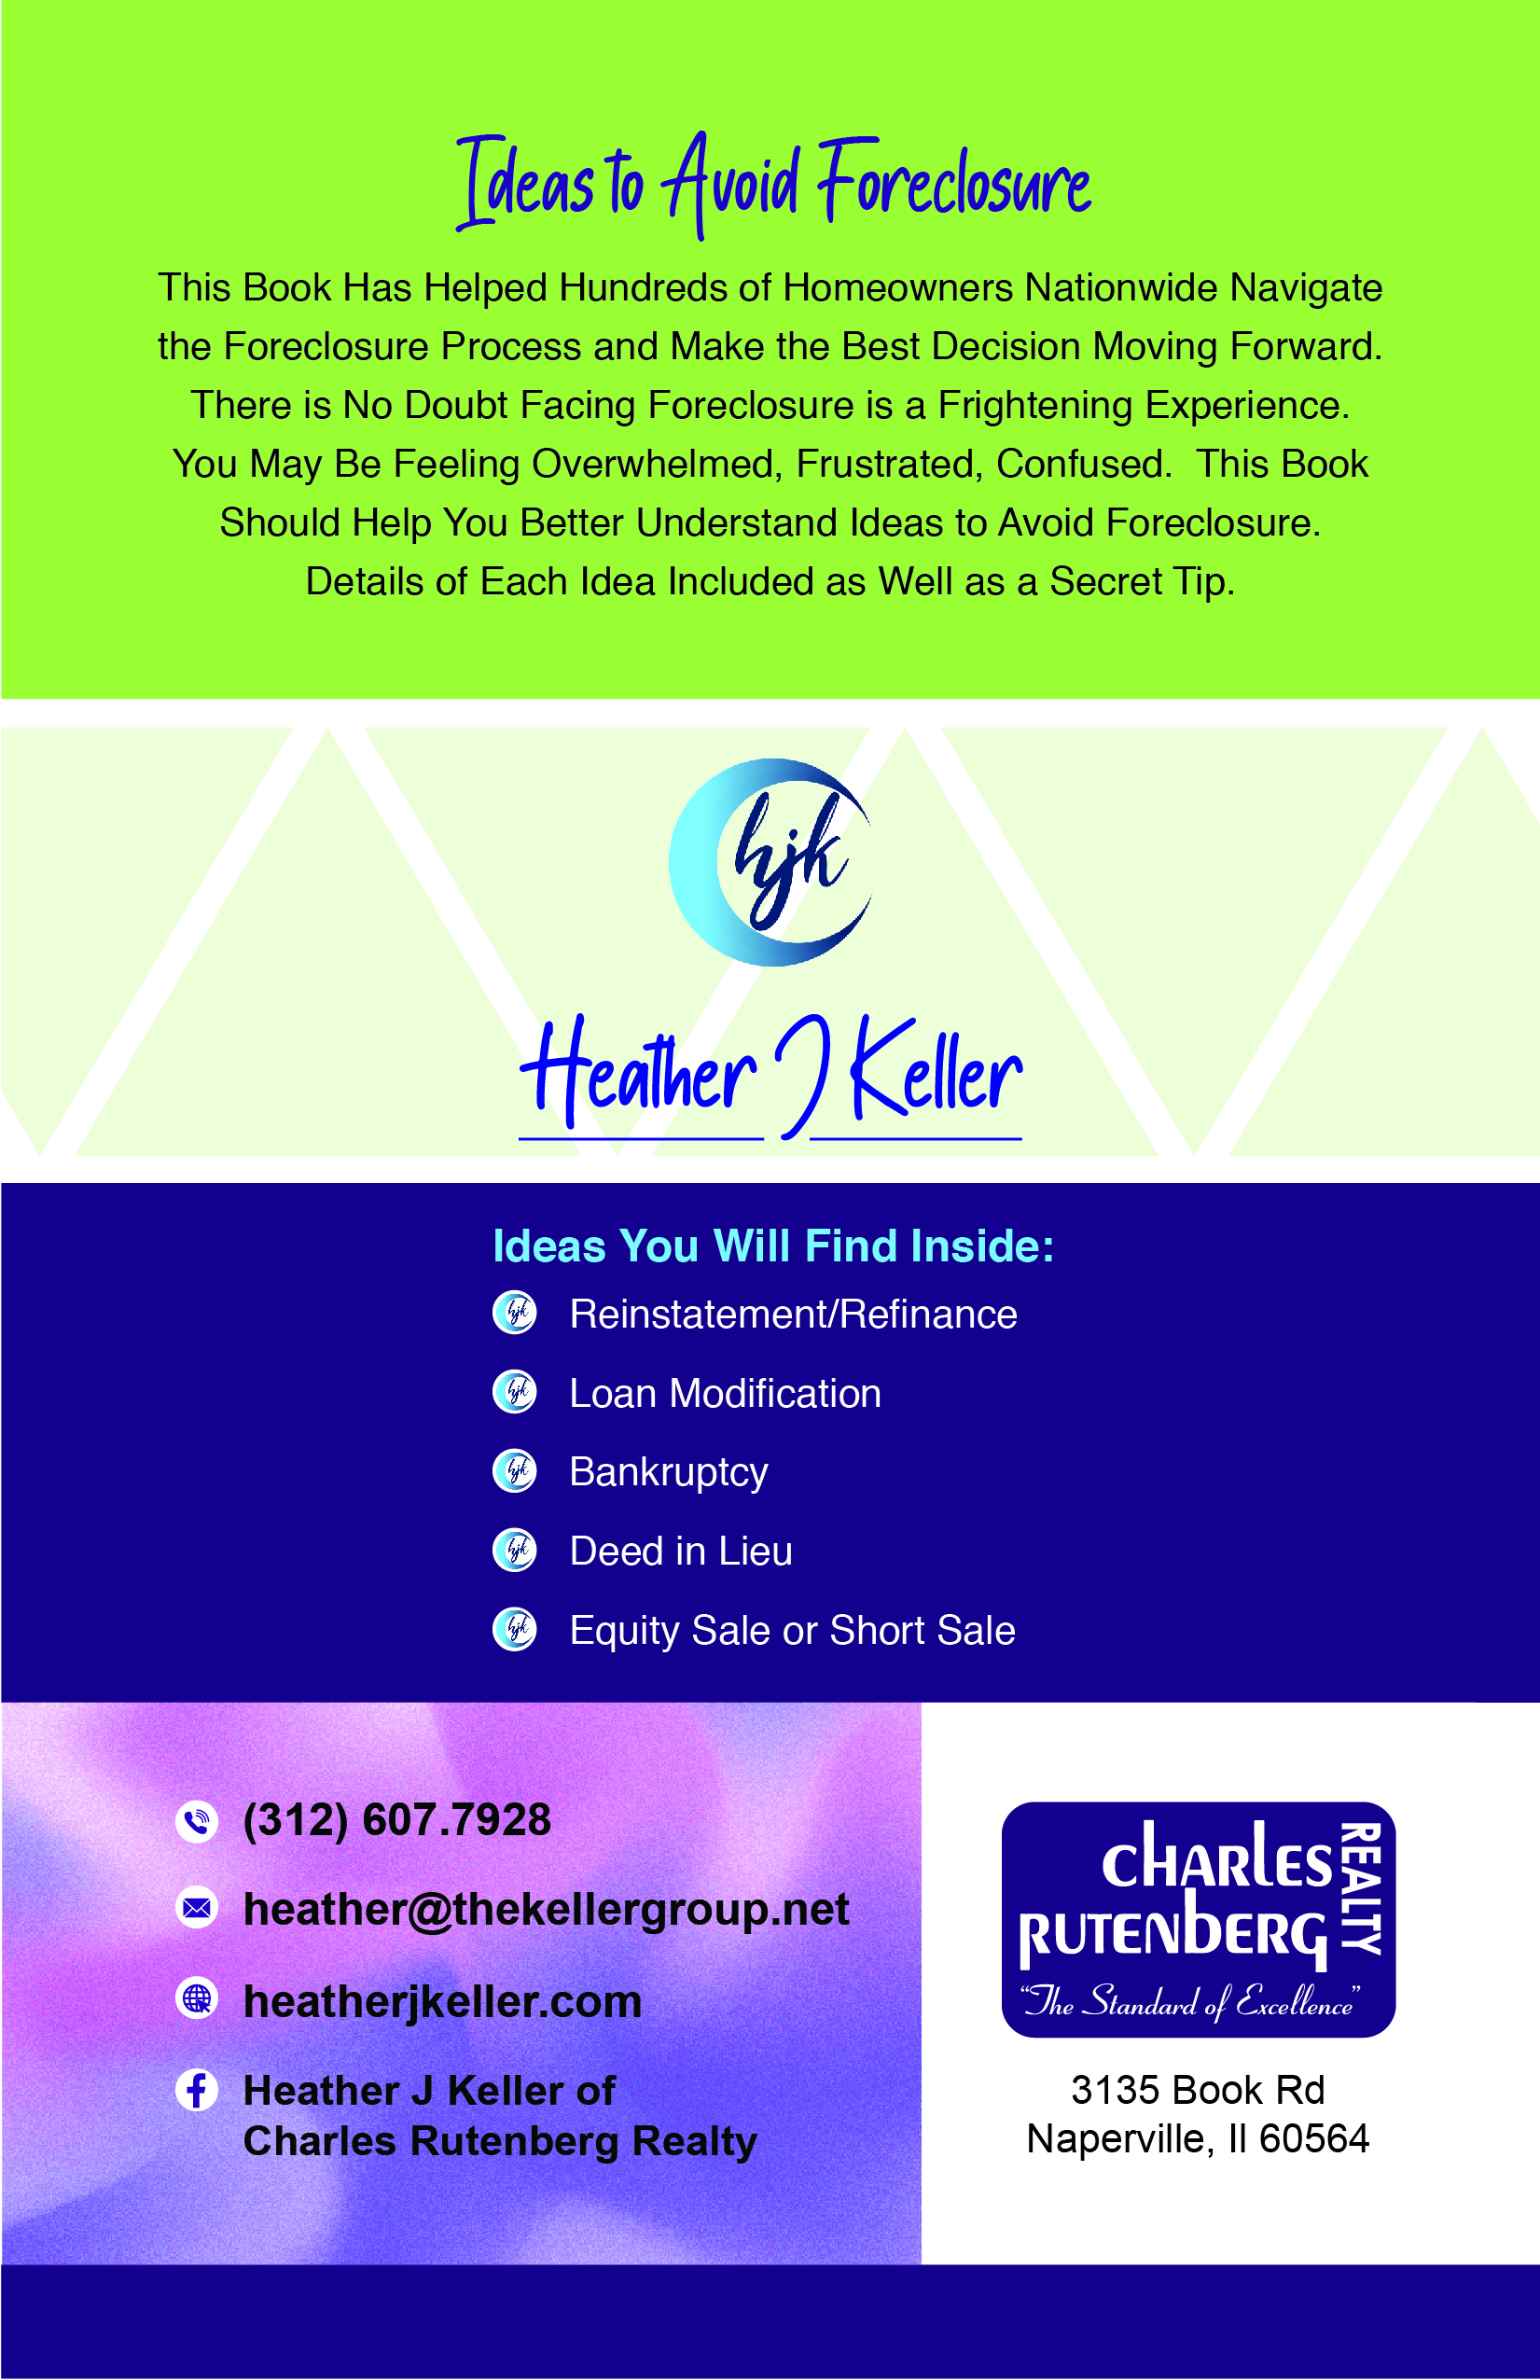 Ideas to Avoid Foreclosure
This Book Has Helped Hundreds of Homeowners Nationwide Navigate
the Foreclosure Process and Make the Best Decision Moving Forward.
There is No Doubt Facing Foreclosure is a Frightening Experience.
You May Be Feeling Overwhelmed, Frustrated, Confused.  This Book
Should Help You Better Understand Ideas to Avoid Foreclosure.
Details of Each Idea Included as Well as a Secret Tip.
hjk
Heather J Keller
Ideas You Will Find Inside:
hjk Reinstatement/Refinance
hjk Loan Modification
hjk Bankruptcy
hjk Deed in Lieu
hjk Equity Sale or Short Sale
(312) 607.7928
heather@thekellergroup.net
heatherjkeller.com
Heather J Keller of
Charles Rutenberg Realty
CHARLES
RUTENBERG
REALTY
"The Standard of Excellence"
3135 Book Rd
Naperville, Il 60564